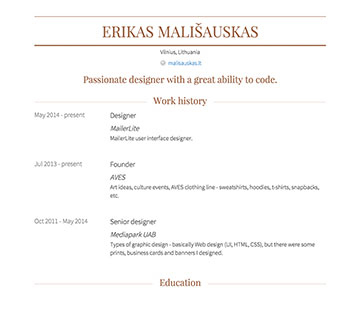 ERIKAS MALIŠAUSKAS
Vilnius, Lithuania
malisauskas.lt
Passionate designer with a great ability to code.
Work history
May 2014 - present Designer
MailerLite
MailerLite user interface designer.
Jul 2013 - present Founder
AVES
Art ideas, culture events, AVES clothing line - sweatshirts, hoodies, t-shirts, snapbacks,
etc.
Oct 2011 - May 2014 Senior designer
Mediapark UAB
Types of graphic design - basically Web design (UI, HTML, CSS), but there were some
prints, business cards and banners I designed.
Education